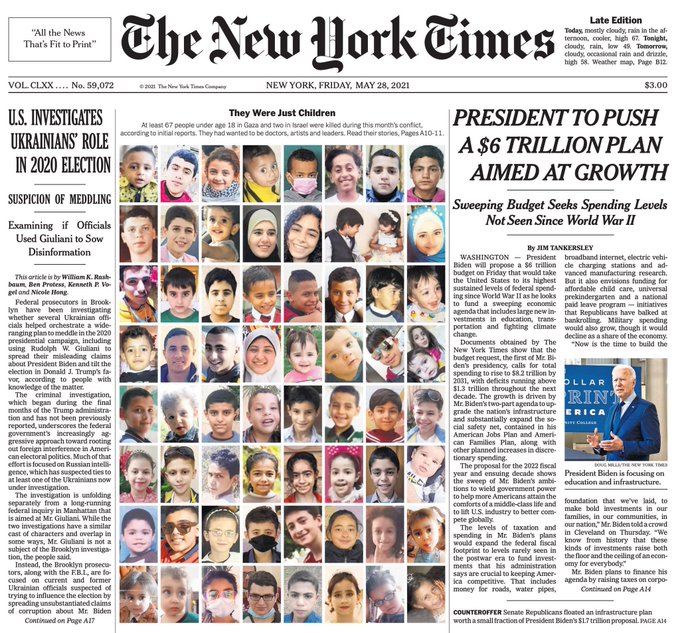 "All the News
That's Fit to Print"
The New York Times
Late Edition
Today, mostly cloudy, rain in the af-
ternoon, cooler, high 67. Tonight,
cloudy, rain, low 49. Tomorrow,
cloudy, occasional rain and drizzle,
high 58. Weather map, Page B12.
VOL. CLXX .... No. 59,072
© 2021 The New York Times Company
NEW YORK, FRIDAY, MAY 28, 2021
$3.00
U.S. INVESTIGATES
UKRAINIANS' ROLE
IN 2020 ELECTION
SUSPICION OF MEDDLING
Examining if Officials
Used Giuliani to Sow
Disinformation
This article is by William K. Rash-
baum, Ben Protess, Kenneth P. Vo-
gel and Nicole Hong.
Federal prosecutors in Brook-
lyn have been investigating
whether several Ukrainian offi-
cials helped orchestrate a wide-
ranging plan to meddle in the 2020
presidential campaign, including
using Rudolph W. Giuliani to
spread their misleading claims
about President Biden and tilt the
election in Donald J. Trump's fa-
vor, according to people with
knowledge of the matter.
The criminal investigation,
which began during the final
months of the Trump administra-
tion and has not been previously
reported, underscores the federal
government's increasingly ag-
gressive approach toward rooting
out foreign interference in Ameri-
can electoral politics. Much of that
effort is focused on Russian intelli-
gence, which has suspected ties to
at least one of the Ukrainians now
under investigation.
The investigation is unfolding
separately from a long-running
federal inquiry in Manhattan that
is aimed at Mr. Giuliani. While the
two investigations have a similar
cast of characters and overlap in
some ways, Mr. Giuliani is not a
subject of the Brooklyn investiga-
tion, the people said.
Instead, the Brooklyn prosecu-
tors, along with the F.B.I., are fo-
cused on current and former
Ukrainian officials suspected of
trying to influence the election by
spreading unsubstantiated claims
of corruption about Mr. Biden
Continued on Page A17
They Were Just Children
At least 67 people under age 18 in Gaza and two in Israel were killed during this month's conflict,
according to initial reports. They had wanted to be doctors, artists and leaders. Read their stories, Pages A10-11.
PRESIDENT TO PUSH
A $6 TRILLION PLAN
AIMED AT GROWTH
Sweeping Budget Seeks Spending Levels
Not Seen Since World War II
By JIM TANKERSLEY
WASHINGTON — President
Biden will propose a $6 trillion
budget on Friday that would take
the United States to its highest
sustained levels of federal spend-
ing since World War II as he looks
to fund a sweeping economic
agenda that includes large new in-
vestments in education, trans-
portation and fighting climate
change.
Documents obtained by The
New York Times show that the
budget request, the first of Mr. Bi-
den's presidency, calls for total
spending to rise to $8.2 trillion by
2031, with deficits running above
$1.3 trillion throughout the next
decade. The growth is driven by
Mr. Biden's two-part agenda to up-
grade the nation's infrastructure
and substantially expand the so-
cial safety net, contained in his
American Jobs Plan and Ameri-
can Families Plan, along with
other planned increases in discre-
tionary spending.
The proposal for the 2022 fiscal
year and ensuing decade shows
the sweep of Mr. Biden's ambi-
tions to wield government power
to help more Americans attain the
comforts of a middle-class life and
to lift U.S. industry to better com-
pete globally.
The levels of taxation and
spending in Mr. Biden's plans
would expand the federal fiscal
footprint to levels rarely seen in
the postwar era to fund invest-
ments that his administration
says are crucial to keeping Amer-
ica competitive. That includes
money for roads, water pipes,
broadband internet, electric vehi-
cle charging stations and ad-
vanced manufacturing research.
But it also envisions funding for
affordable child care, universal
prekindergarten and a national
paid leave program — initiatives
that Republicans have balked at
bankrolling. Military spending
would also grow, though it would
decline as a share of the economy.
"Now is the time to build the
OLLAR
RIN
ERICA
COLLEGE
DOUG MILLS/THE NEW YORK TIMES
President Biden is focusing on
education and infrastructure.
foundation that we've laid, to
make bold investments in our
families, in our communities, in
our nation," Mr. Biden told a crowd
in Cleveland on Thursday. "We
know from history that these
kinds of investments raise both
the floor and the ceiling of an econ-
omy for everybody."
Mr. Biden plans to finance his
agenda by raising taxes on corpo-
Continued on Page A14
COUNTEROFFER Senate Republicans floated an infrastructure plan
worth a small fraction of President Biden's $1.7 trillion proposal. PAGE A14